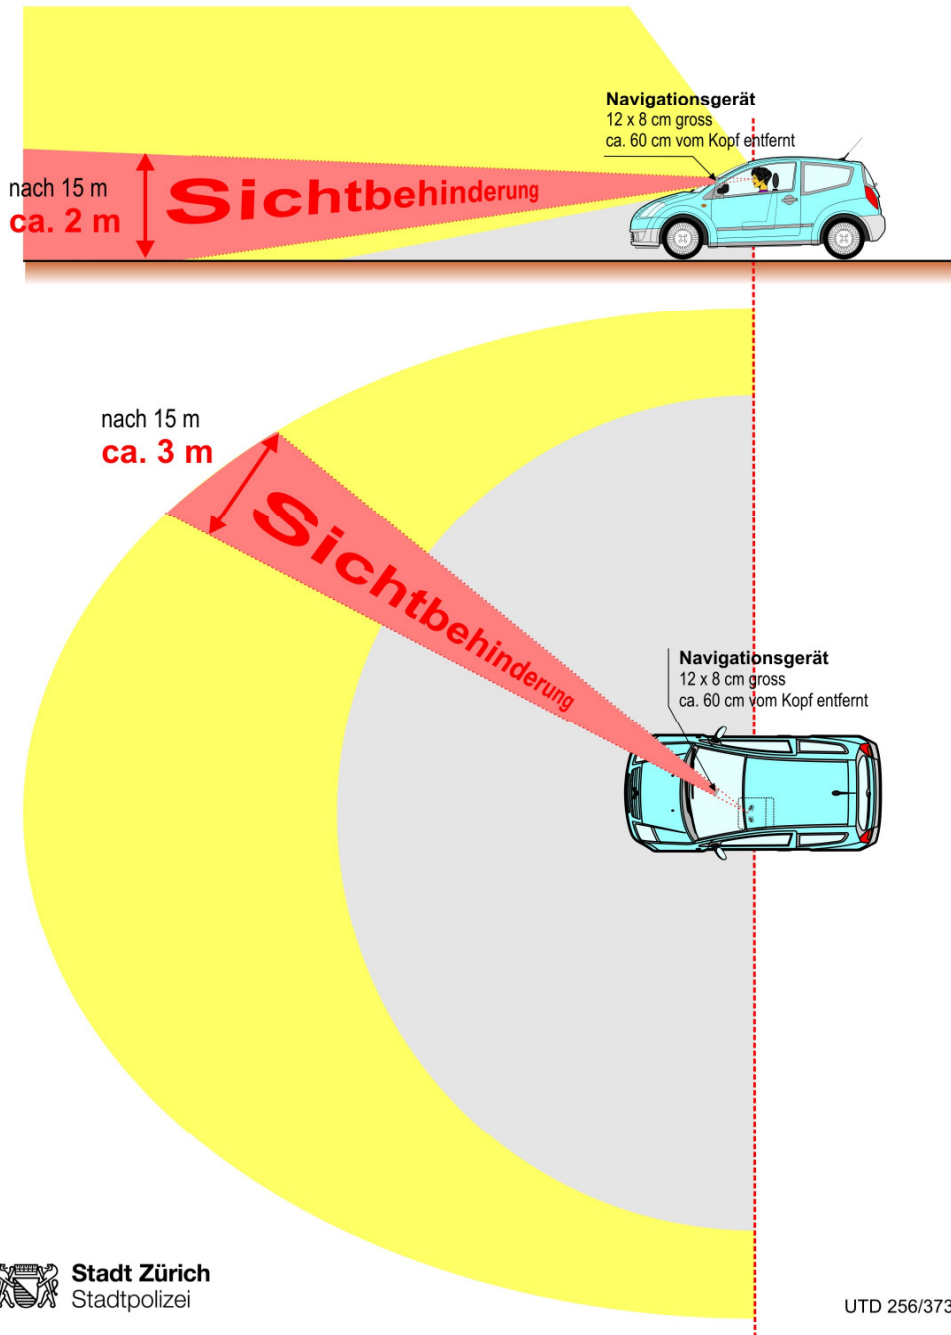 Navigationsgerät
12 x 8 cm gross
ca. 60 cm vom Kopf entfernt
nach 15 m
ca. 2 m
Sichtbehinderung
nach 15 m
ca. 3 m
Sichtbehinderung
Navigationsgerät
12 x 8 cm gross
ca. 60 cm vom Kopf entfernt
Stadt Zürich
Stadtpolizei
UTD 256/373